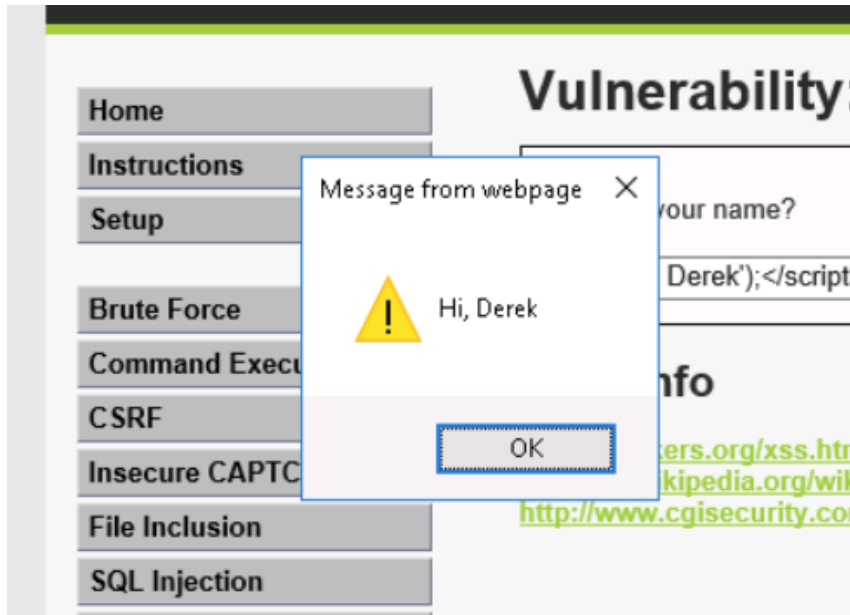 Vulnerability:
Home
Instructions
Setup
Brute Force
Command Execu
CSRF
Insecure CAPTC
File Inclusion
SQL Injection
Message from webpage
Hi, Derek
OK
your name?
Derek');</script
nfo
ers.org/xss.htm
kipedia.org/wik
http://www.cgisecurity.co